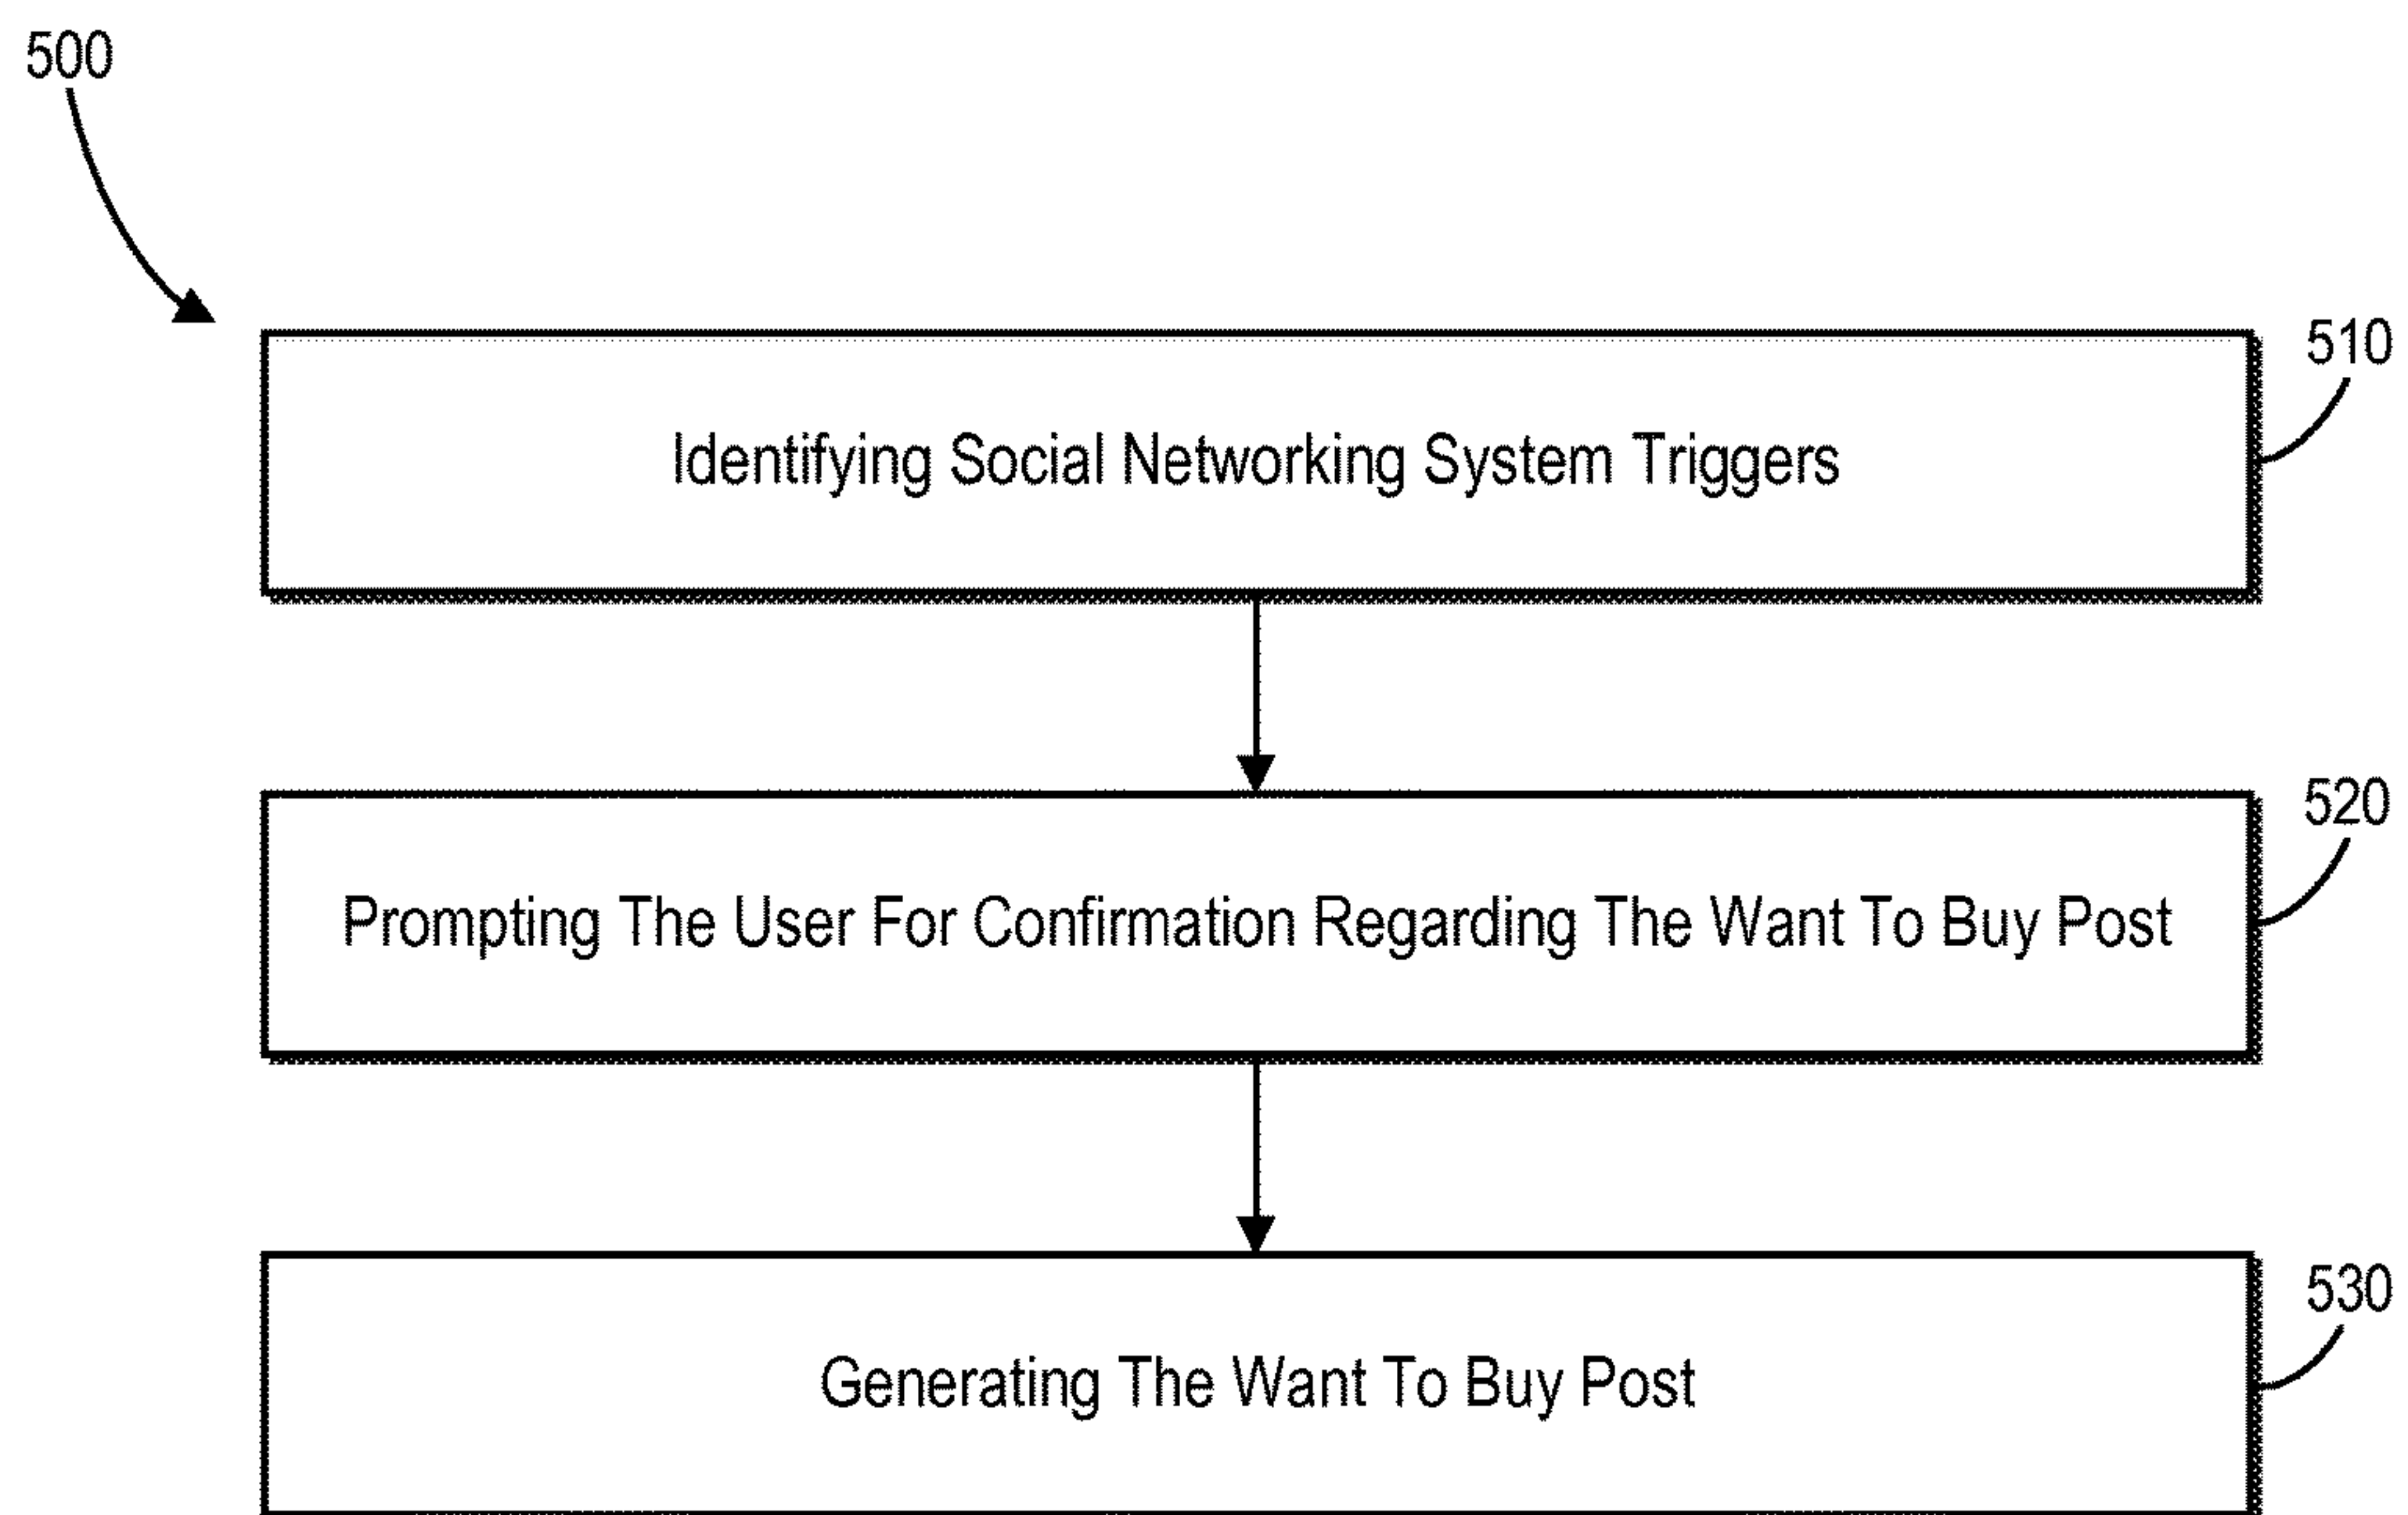 500
510
Identifying Social Networking System Triggers
520
Prompting The User For Confirmation Regarding The Want To Buy Post
530
Generating The Want To Buy Post